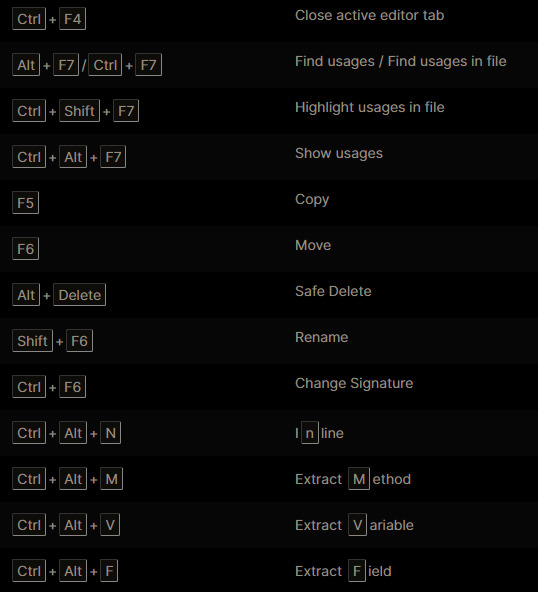 Ctrl + F4 Close active editor tab
Alt + F7 / Ctrl + F7 Find usages / Find usages in file
Ctrl + Shift + F7 Highlight usages in file
Ctrl + Alt + F7 Show usages
F5 Copy
F6 Move
Alt + Delete Safe Delete
Shift + F6 Rename
Ctrl + F6 Change Signature
Ctrl + Alt + N Inline
Ctrl + Alt + M Extract Method
Ctrl + Alt + V Extract Variable
Ctrl + Alt + F Extract Field